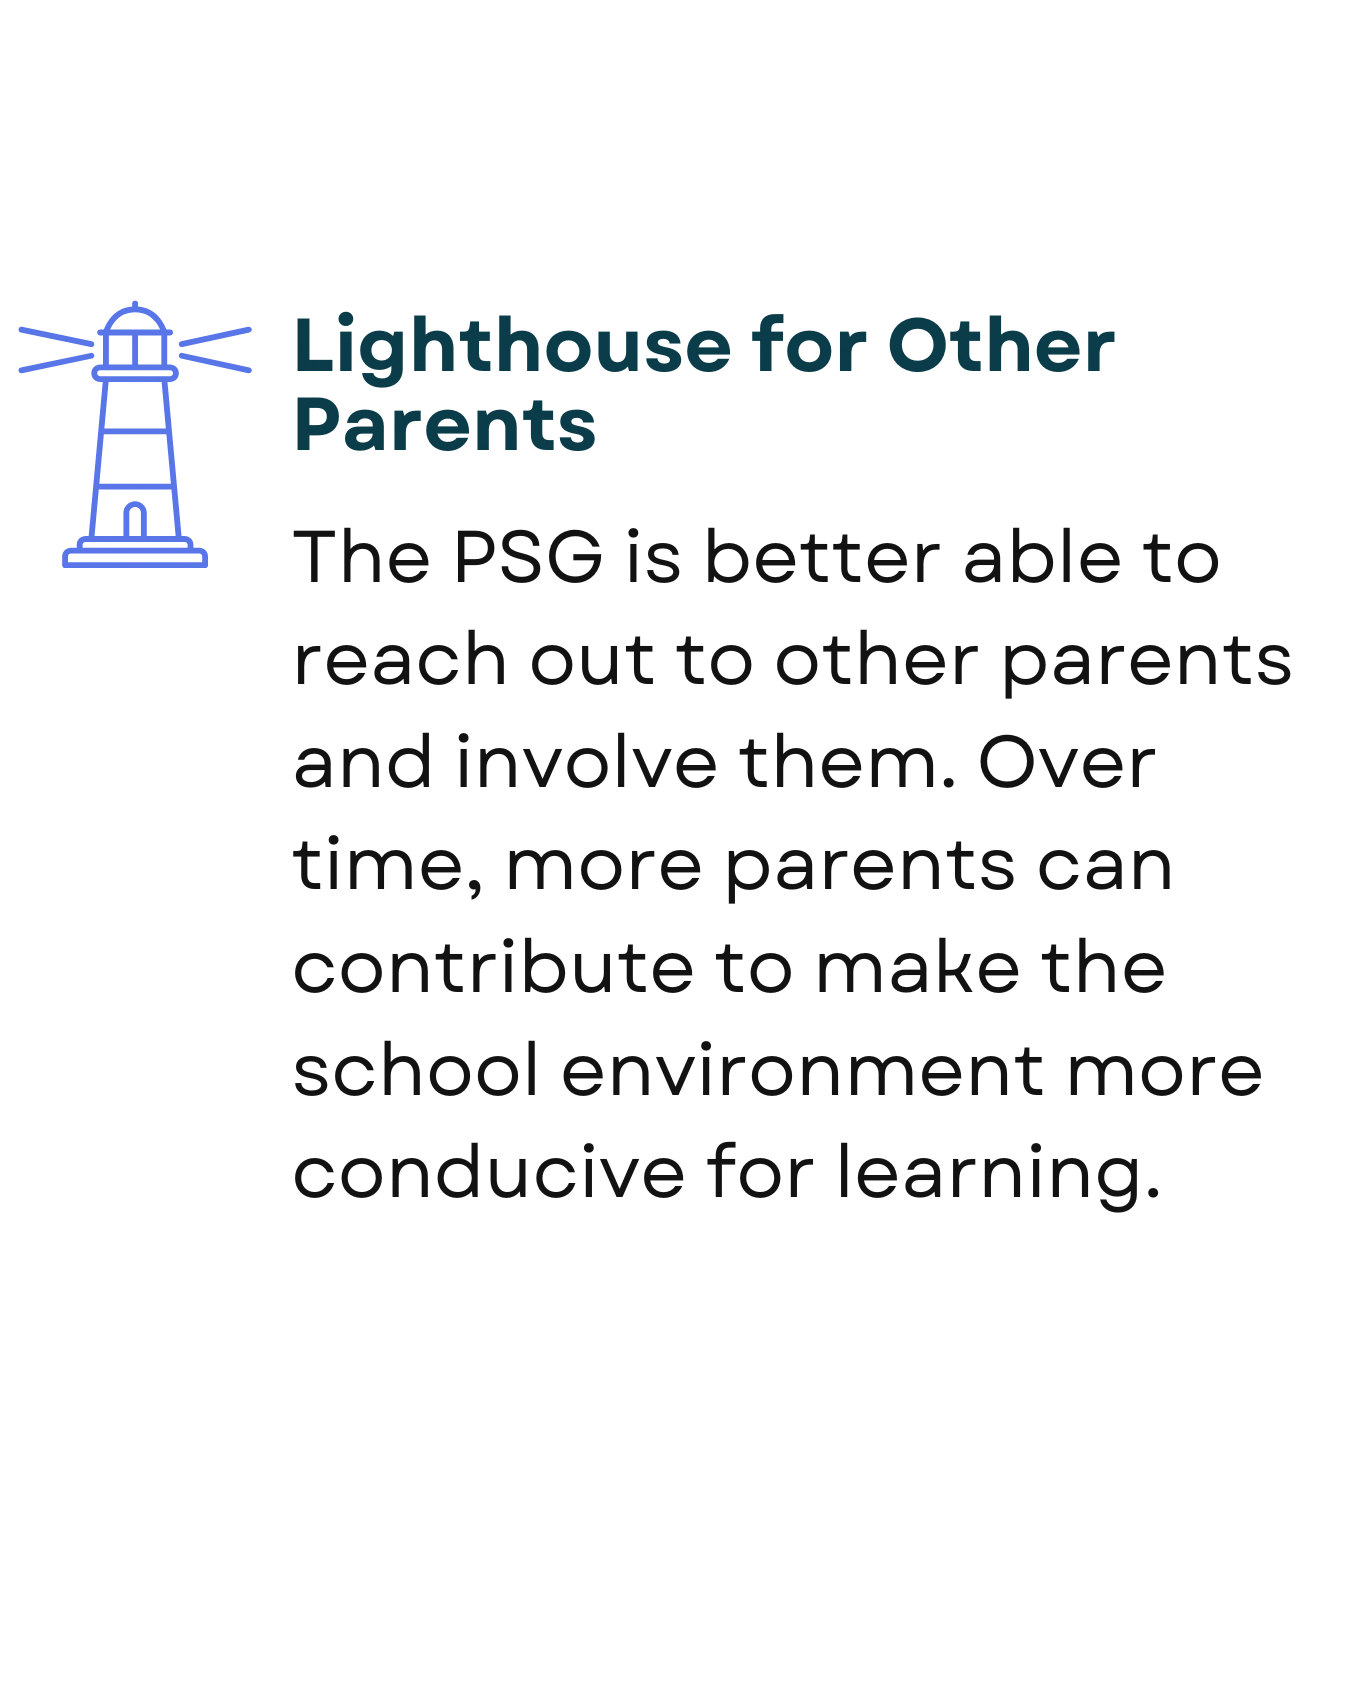 Lighthouse for Other
Parents
The PSG is better able to
reach out to other parents
and involve them. Over
time, more parents can
contribute to make the
school environment more
conducive for learning.